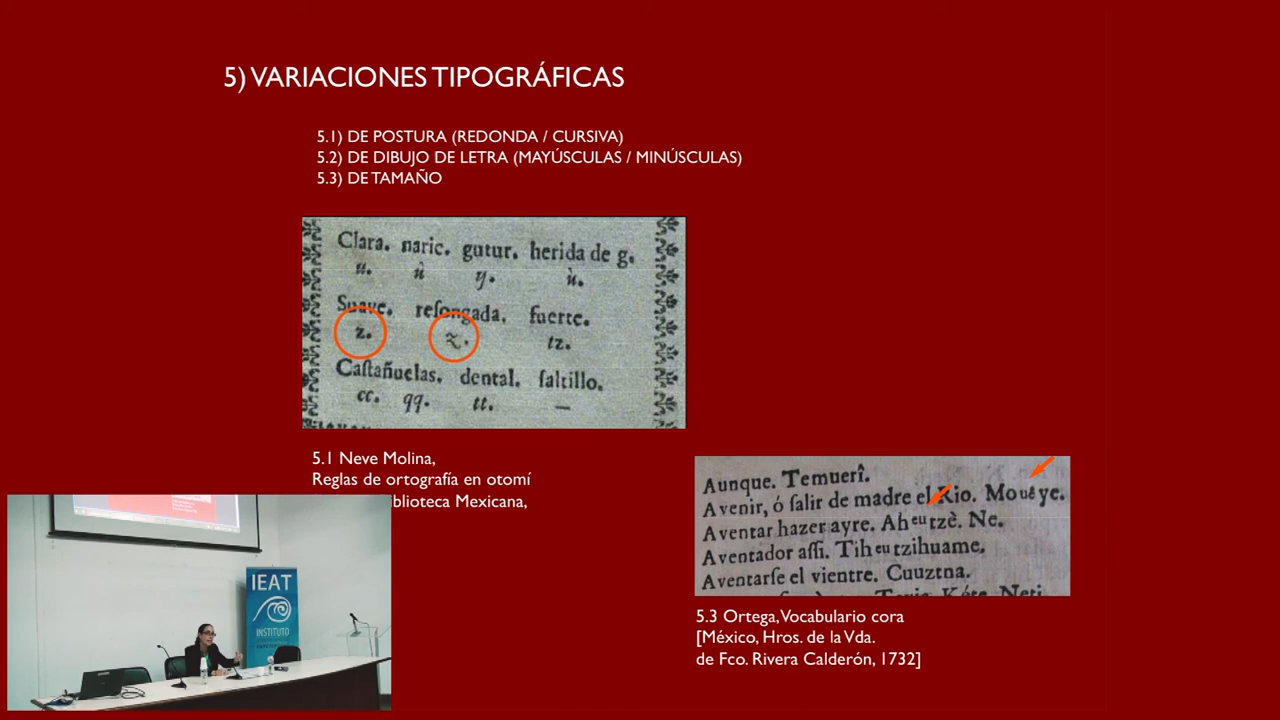 5) VARIACIONES TIPOGRÁFICAS
5.1) DE POSTURA (REDONDA / CURSIVA)
5.2) DE DIBUJO DE LETRA (MAYÚSCULAS / MINÚSCULAS)
5.3) DE TAMAÑO
Clara. naric. gutur. herida de g.
u. ù ỿ. ù.
Suave. reſongada. fuerte.
z. z. tz.
Caſtañuelas. dental. ſaltillo.
cc. qq. tt. —
5.1 Neve Molina,
Reglas de ortografía en otomí
blioteca Mexicana,
Aunque. Temuerî.
Avenir, ó ſalir de madre el Rio. Moueye.
Aventar hazer ayre. Aheutzè. Ne.
Aventador aſſi. Tiheutzihuame.
Aventarſe el vientre. Cuuztna.
5.3 Ortega, Vocabulario cora
[México, Hros. de la Vda.
de Fco. Rivera Calderón, 1732]
IEAT
INSTITUTO